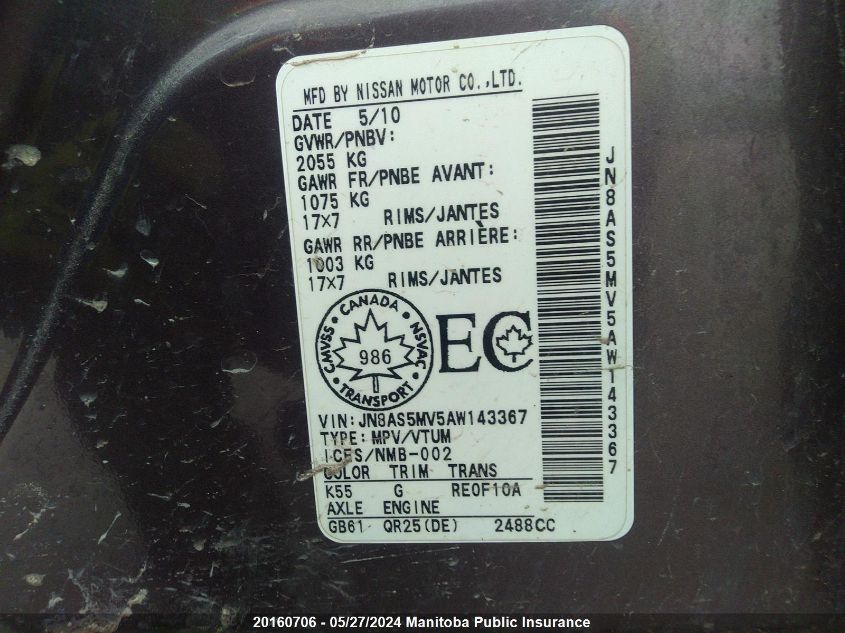 MFD BY NISSAN MOTOR CO.,LTD.
DATE 5/10
GVWR/PNBV:
2055 KG
GAWR FR/PNBE AVANT:
1075 KG
17X7 RIMS/JANTES
GAWR RR/PNBE ARRIÈRE:
1003 KG
17X7 RIMS/JANTES
CMVSS CANADA NSVAC
986
TRANSPORT
EC
VIN:JN8AS5MV5AW143367
TYPE:MPV/VTUM
ICES/NMB-002
COLOR TRIM TRANS
K55 G RE0F10A
AXLE ENGINE
GB61 QR25(DE) 2488CC
JN8AS5MV5AW143367
20160706 - 05/27/2024 Manitoba Public Insurance